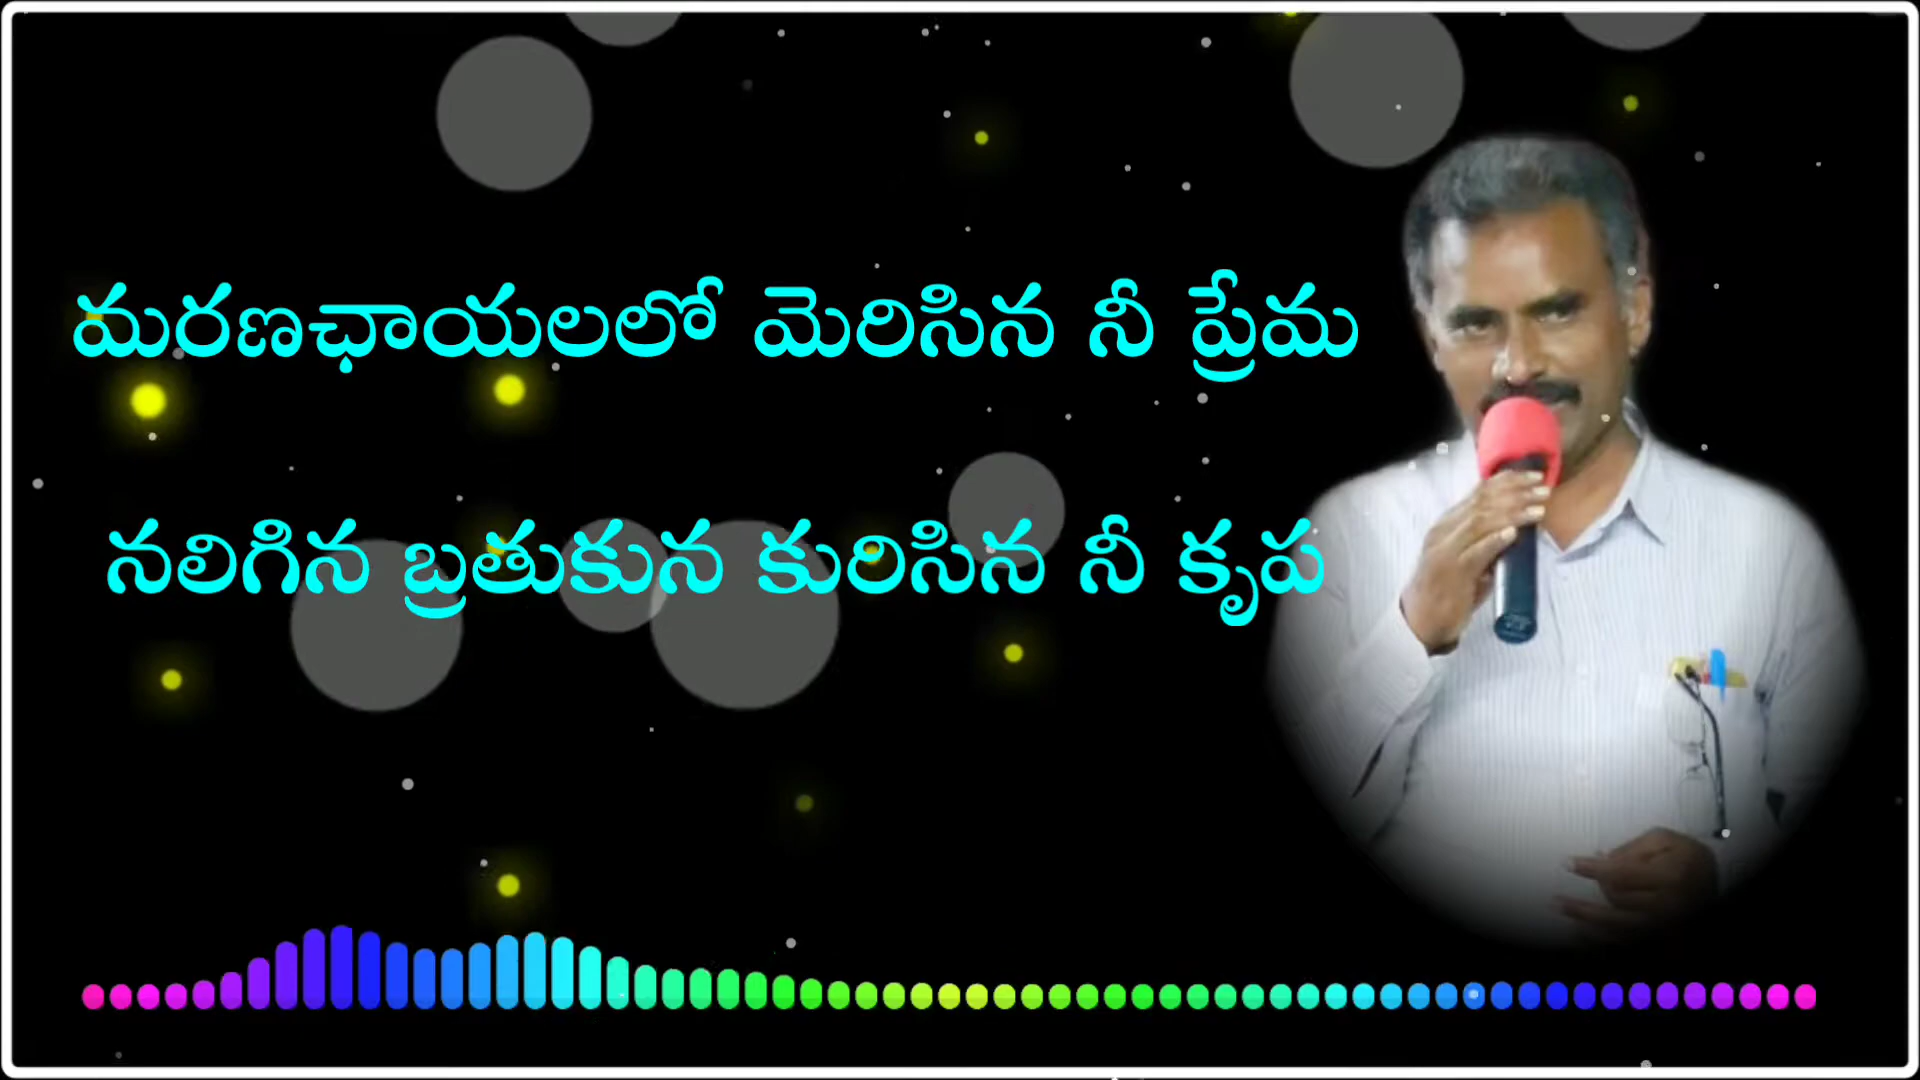 మరణఛాయలలో మెరిసిన నీ ప్రేమ
నలిగిన బ్రతుకున కురిసిన నీ కృప